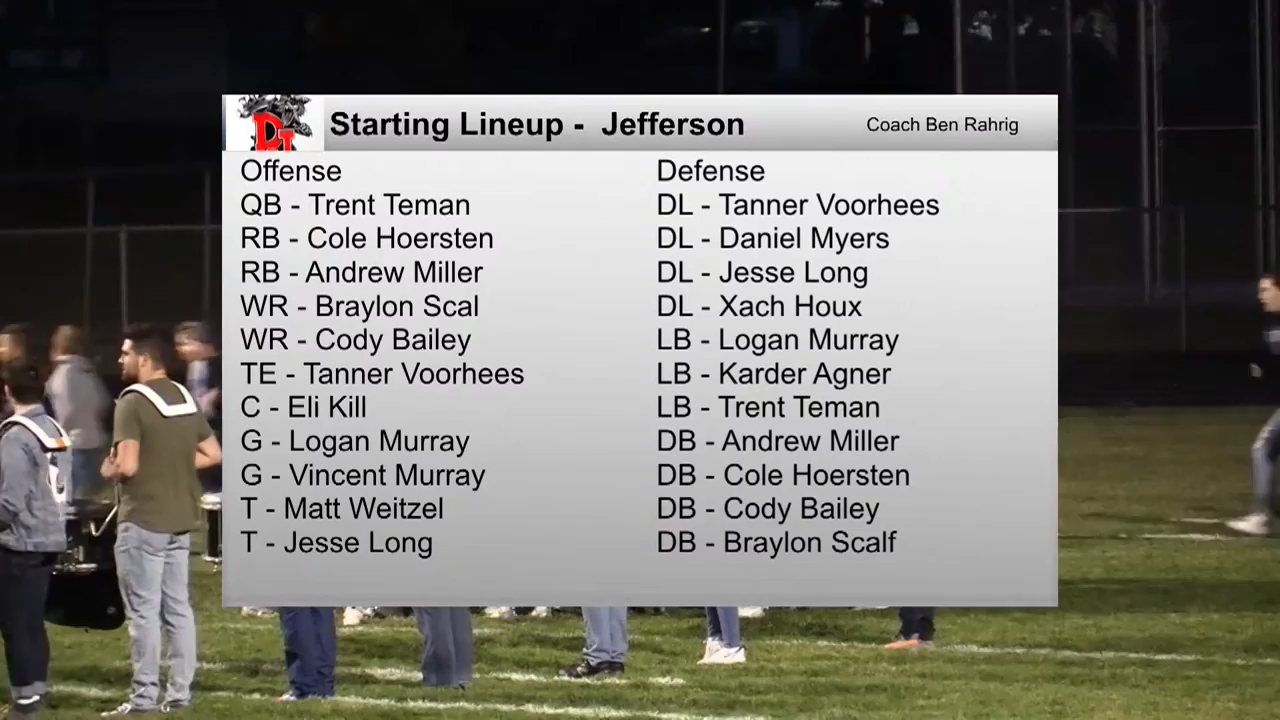 DJ
Starting Lineup - Jefferson
Coach Ben Rahrig
Offense
QB - Trent Teman
RB - Cole Hoersten
RB - Andrew Miller
WR - Braylon Scal
WR - Cody Bailey
TE - Tanner Voorhees
C - Eli Kill
G - Logan Murray
G - Vincent Murray
T - Matt Weitzel
T - Jesse Long
Defense
DL - Tanner Voorhees
DL - Daniel Myers
DL - Jesse Long
DL - Xach Houx
LB - Logan Murray
LB - Karder Agner
LB - Trent Teman
DB - Andrew Miller
DB - Cole Hoersten
DB - Cody Bailey
DB - Braylon Scalf